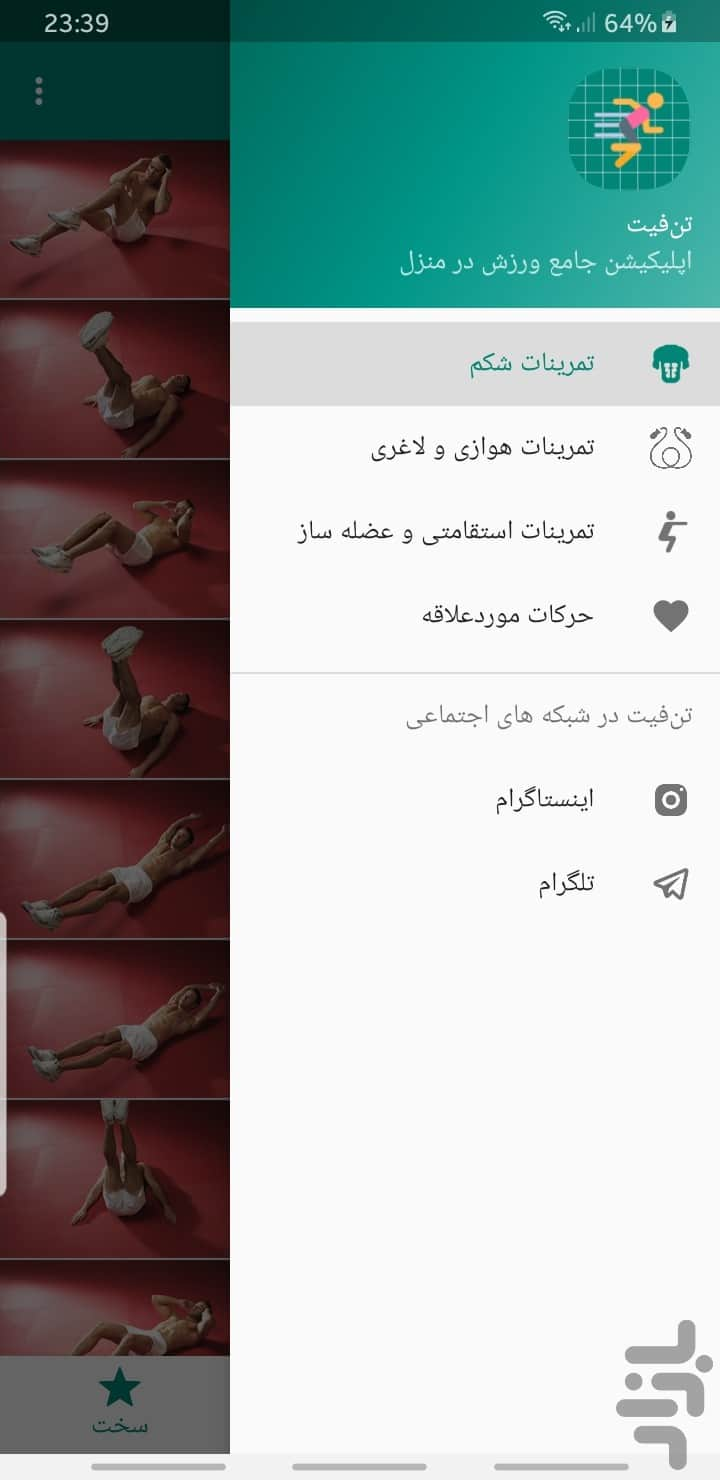 23:39
64%
تن‌فیت
اپلیکیشن جامع ورزش در منزل
تمرینات شکم
تمرینات هوازی و لاغری
تمرینات استقامتی و عضله ساز
حرکات موردعلاقه
تن‌فیت در شبکه های اجتماعی
اینستاگرام
تلگرام
سخت
بازار